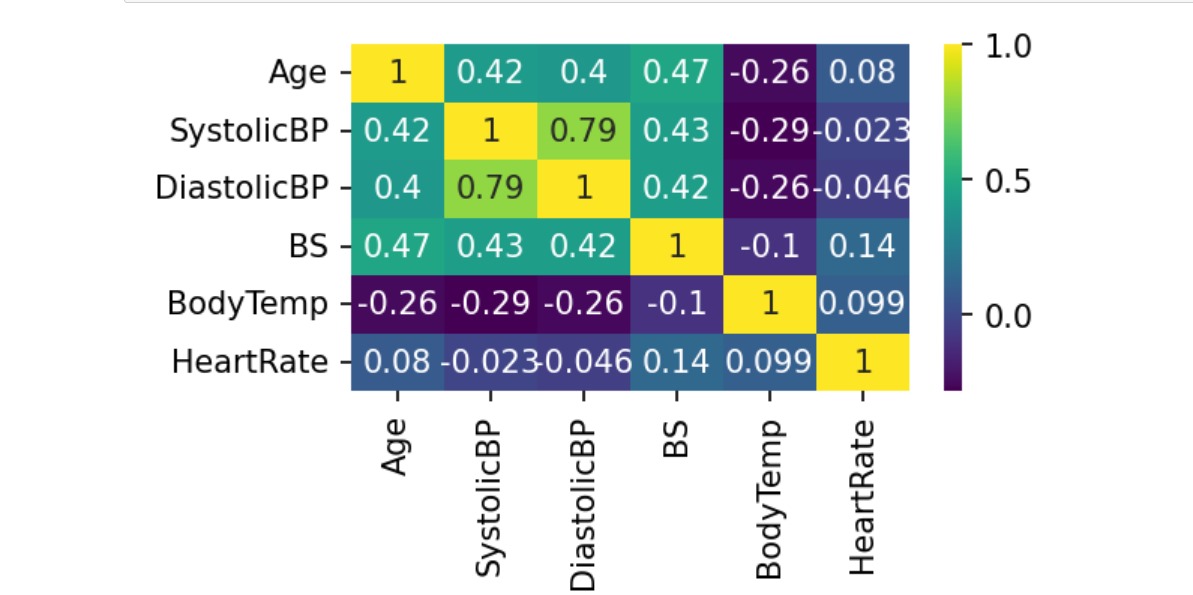 Age 1 0.42 0.4 0.47 -0.26 0.08 1.0
SystolicBP 0.42 1 0.79 0.43 -0.29 -0.023
DiastolicBP 0.4 0.79 1 0.42 -0.26 -0.046 0.5
BS 0.47 0.43 0.42 1 -0.1 0.14
BodyTemp -0.26 -0.29 -0.26 -0.1 1 0.099 0.0
HeartRate 0.08 -0.023 -0.046 0.14 0.099 1
Age SystolicBP DiastolicBP BS BodyTemp HeartRate